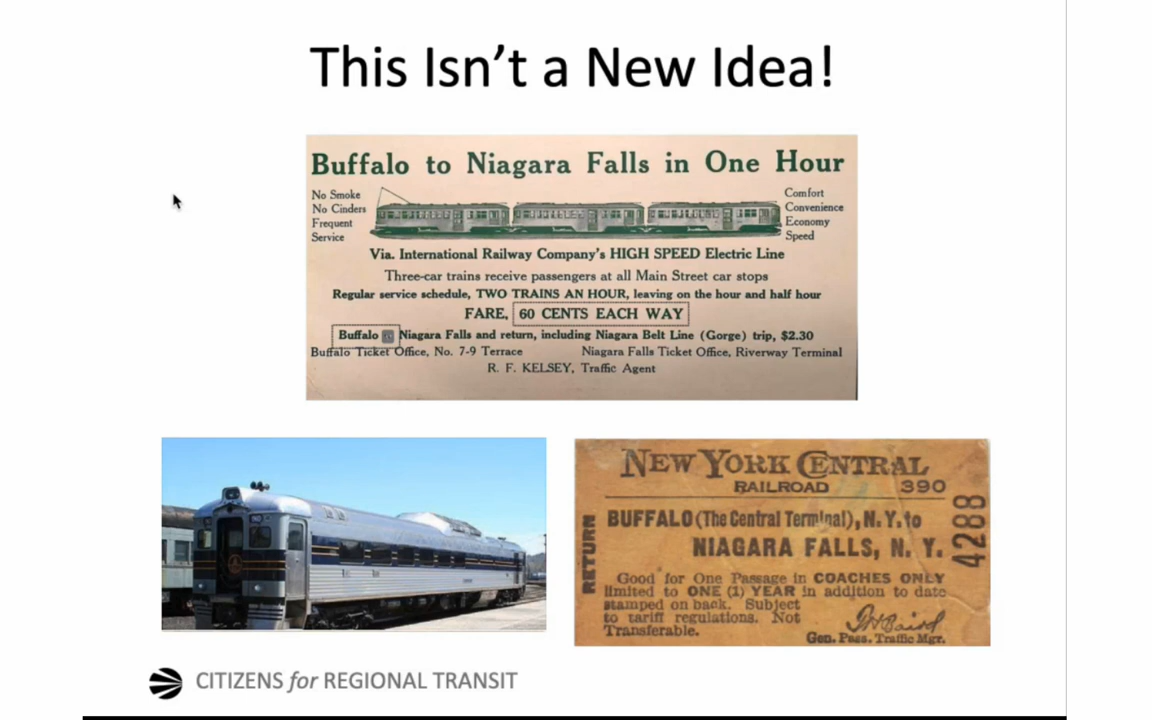 This Isn't a New Idea!
Buffalo to Niagara Falls in One Hour
No Smoke
No Cinders
Frequent
Service
Comfort
Convenience
Economy
Speed
Via. International Railway Company's HIGH SPEED Electric Line
Three-car trains receive passengers at all Main Street car stops
Regular service schedule, TWO TRAINS AN HOUR, leaving on the hour and half hour
FARE, 60 CENTS EACH WAY
Buffalo Niagara Falls and return, including Niagara Belt Line (Gorge) trip, $2.30
Buffalo Ticket Office, No. 7-9 Terrace Niagara Falls Ticket Office, Riverway Terminal
R. F. KELSEY, Traffic Agent
NEW YORK CENTRAL
RAILROAD 390
RETURN
BUFFALO (The Central Terminal), N. Y. to
NIAGARA FALLS, N. Y.
4288
Good for One Passage in COACHES ONLY
limited to ONE (1) YEAR in addition to date
stamped on back. Subject
to tariff regulations. Not
Transferable.
Gen. Pass. Traffic Mgr.
CITIZENS for REGIONAL TRANSIT